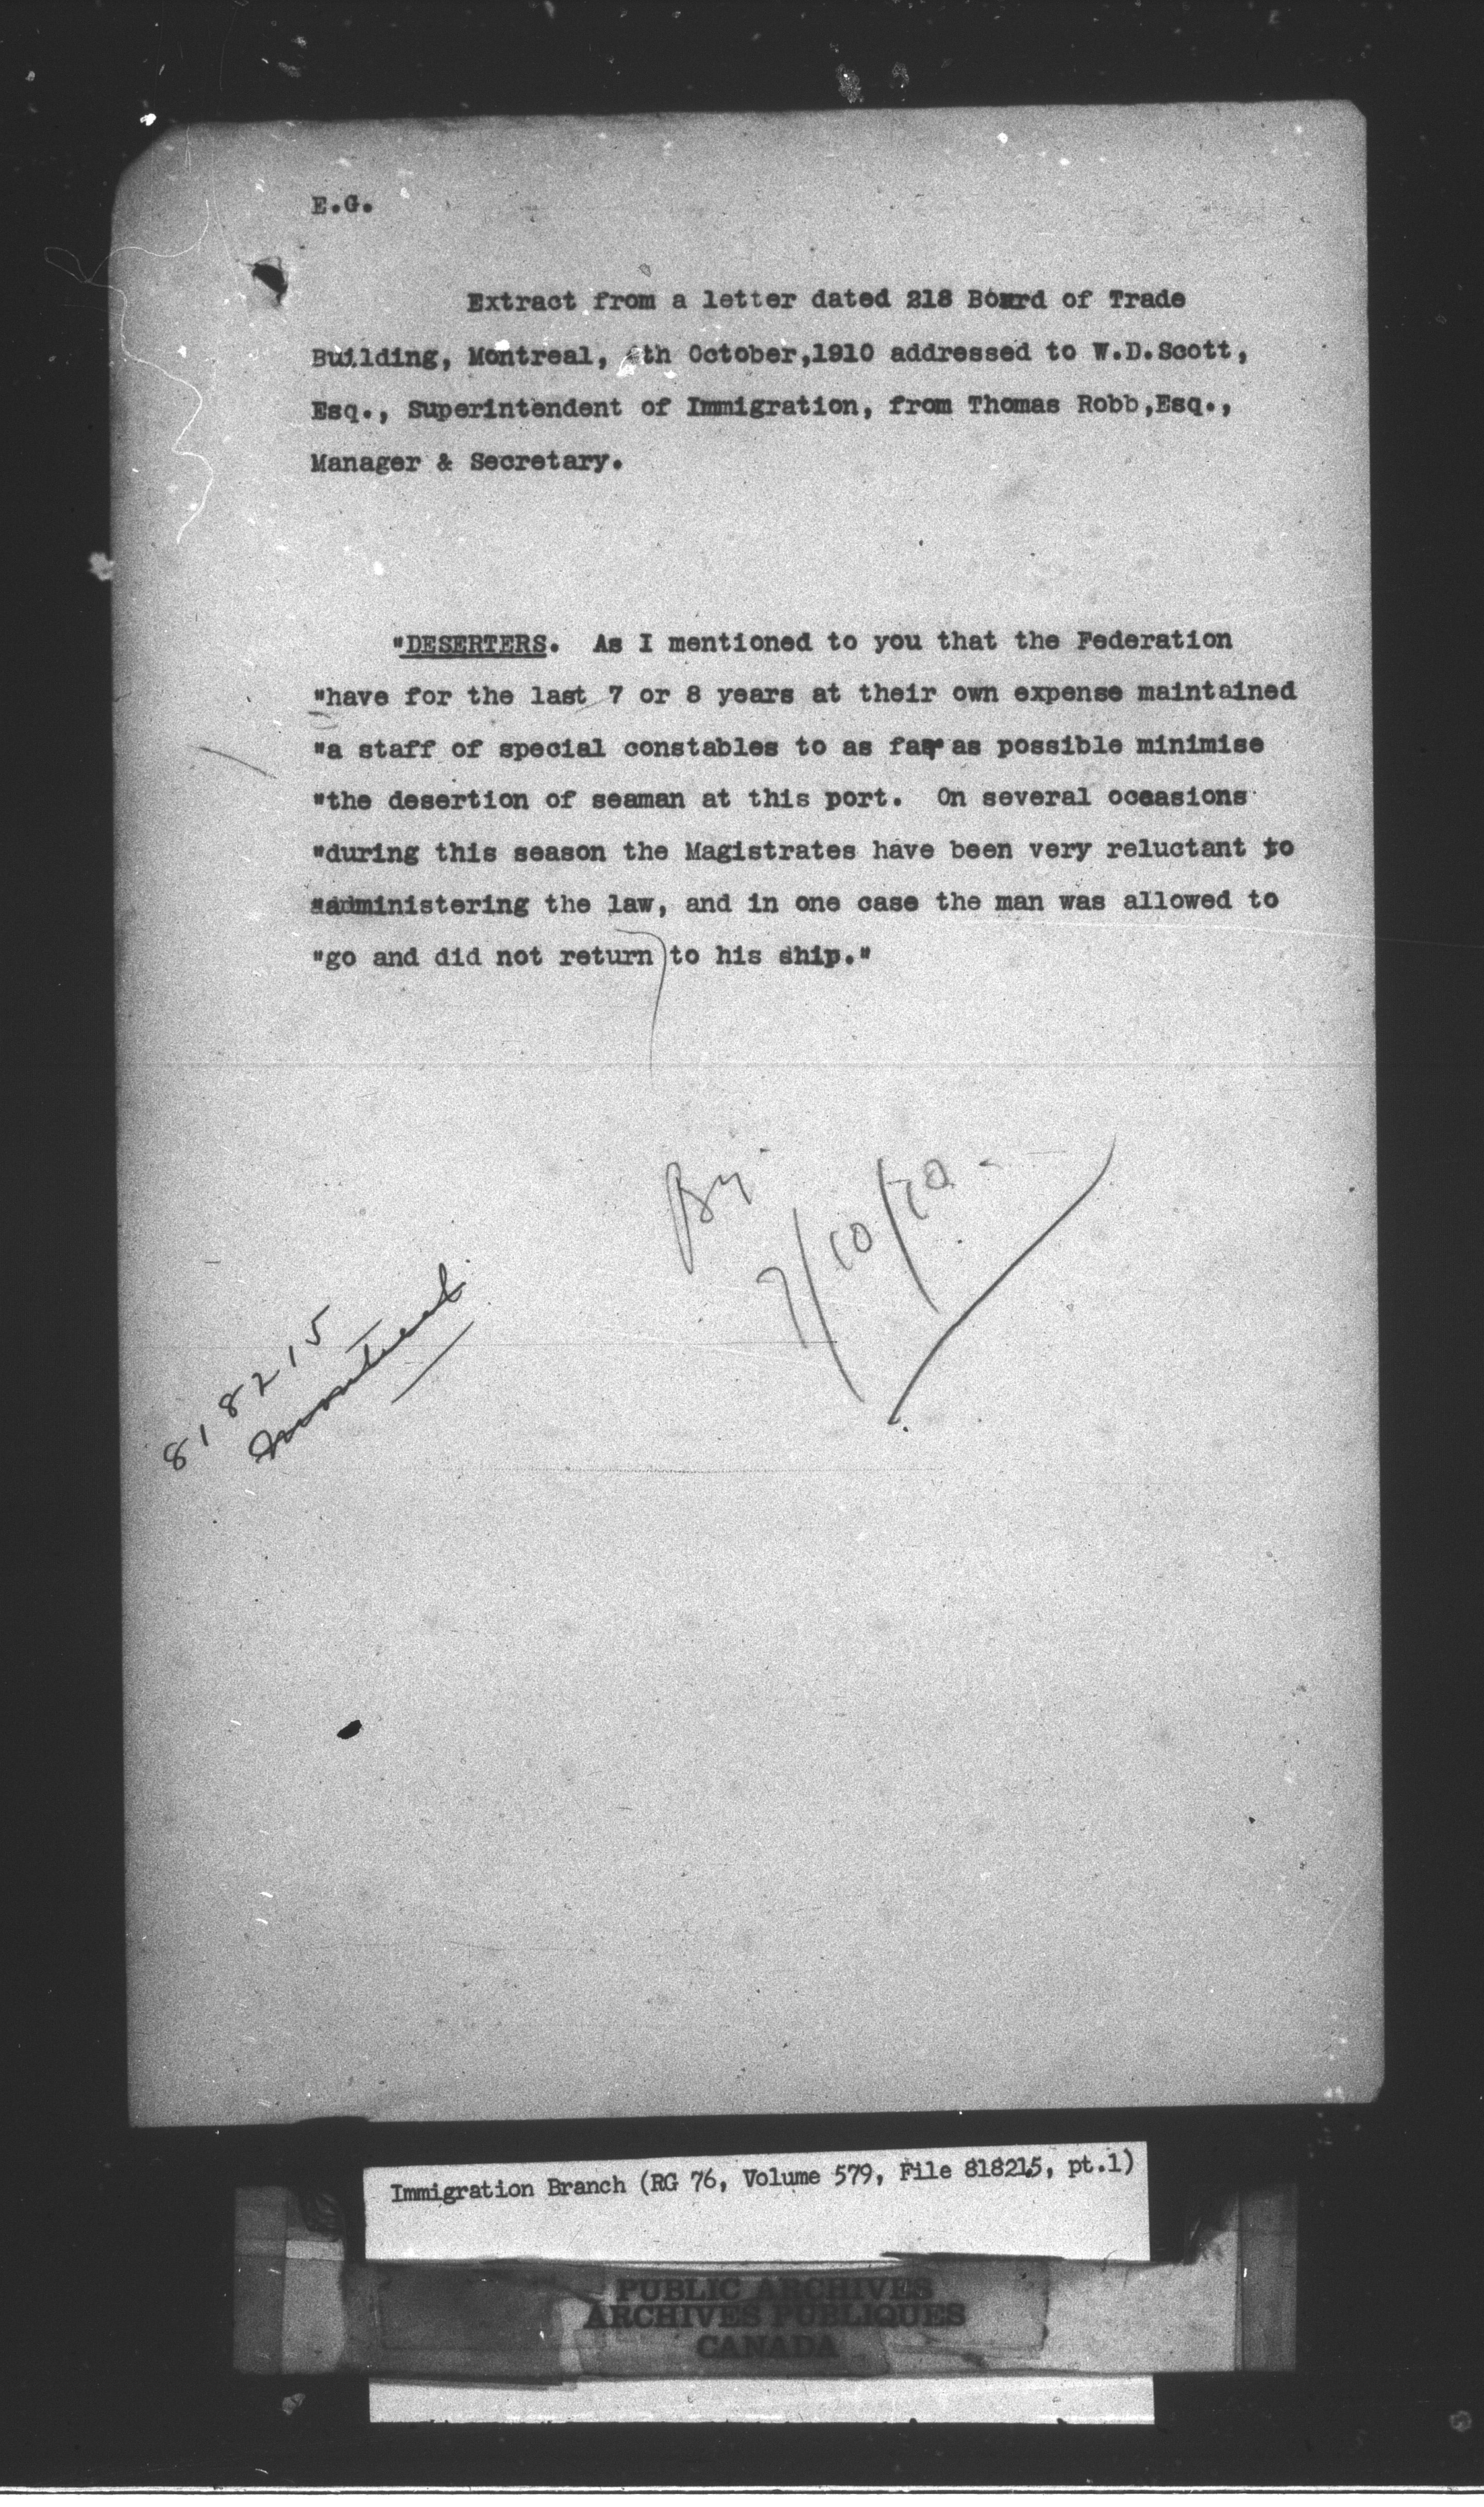 E.G.
Extract from a letter dated 218 Board of Trade
Building, Montreal, th October,1910 addressed to W.D.Scott,
Esq., Superintendent of Immigration, from Thomas Robb,Esq.,
Manager & Secretary.
"DESERTERS. As I mentioned to you that the Federation
"have for the last 7 or 8 years at their own expense maintained
"a staff of special constables to as far as possible minimise
"the desertion of seaman at this port. On several occasions
"during this season the Magistrates have been very reluctant to
"administering the law, and in one case the man was allowed to
"go and did not return to his ship."
7/10/10
818215
Montreal
Immigration Branch (RG 76, Volume 579, File 818215, pt.1)
PUBLIC ARCHIVES
ARCHIVES PUBLIQUES
CANADA